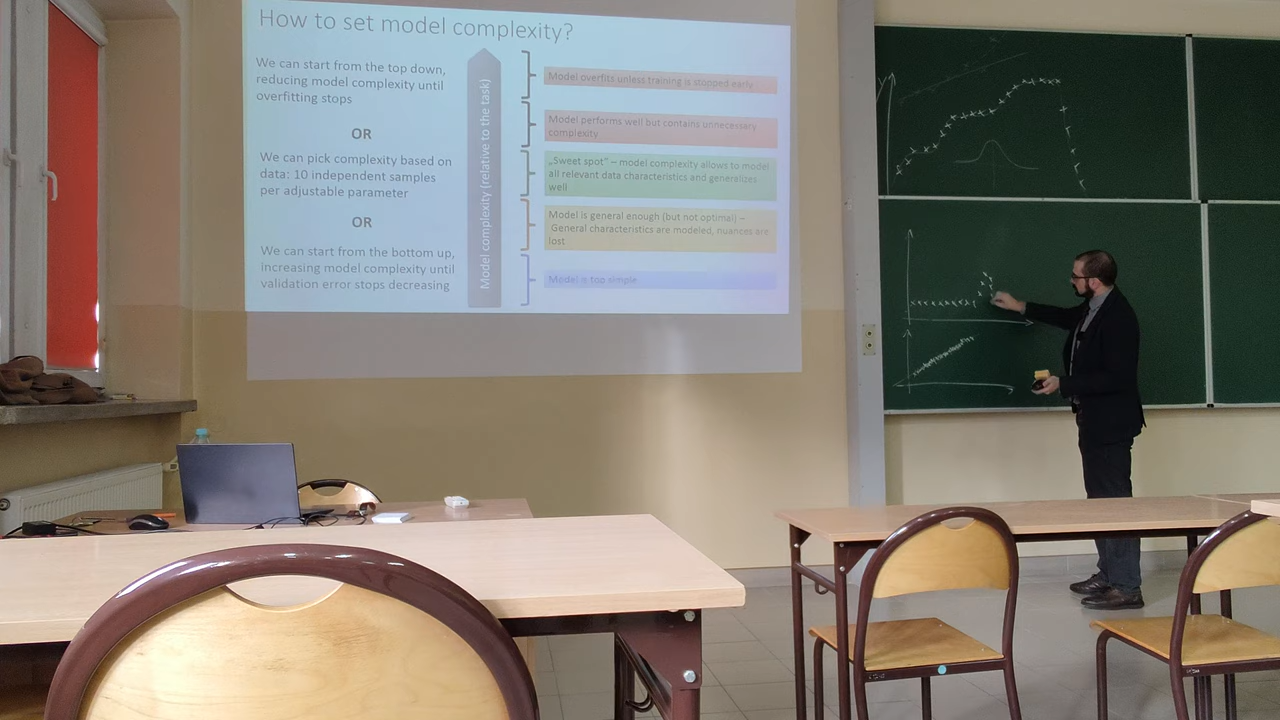 How to set model complexity?
We can start from the top down,
reducing model complexity until
overfitting stops
OR
We can pick complexity based on
data: 10 independent samples
per adjustable parameter
OR
We can start from the bottom up,
increasing model complexity until
validation error stops decreasing
Model complexity (relative to the task)
Model overfits unless training is stopped early
Model performs well but contains unnecessary
complexity
„Sweet spot” – model complexity allows to model
all relevant data characteristics and generalizes
well
Model is general enough (but not optimal) –
General characteristics are modeled, nuances are
lost
Model is too simple
y